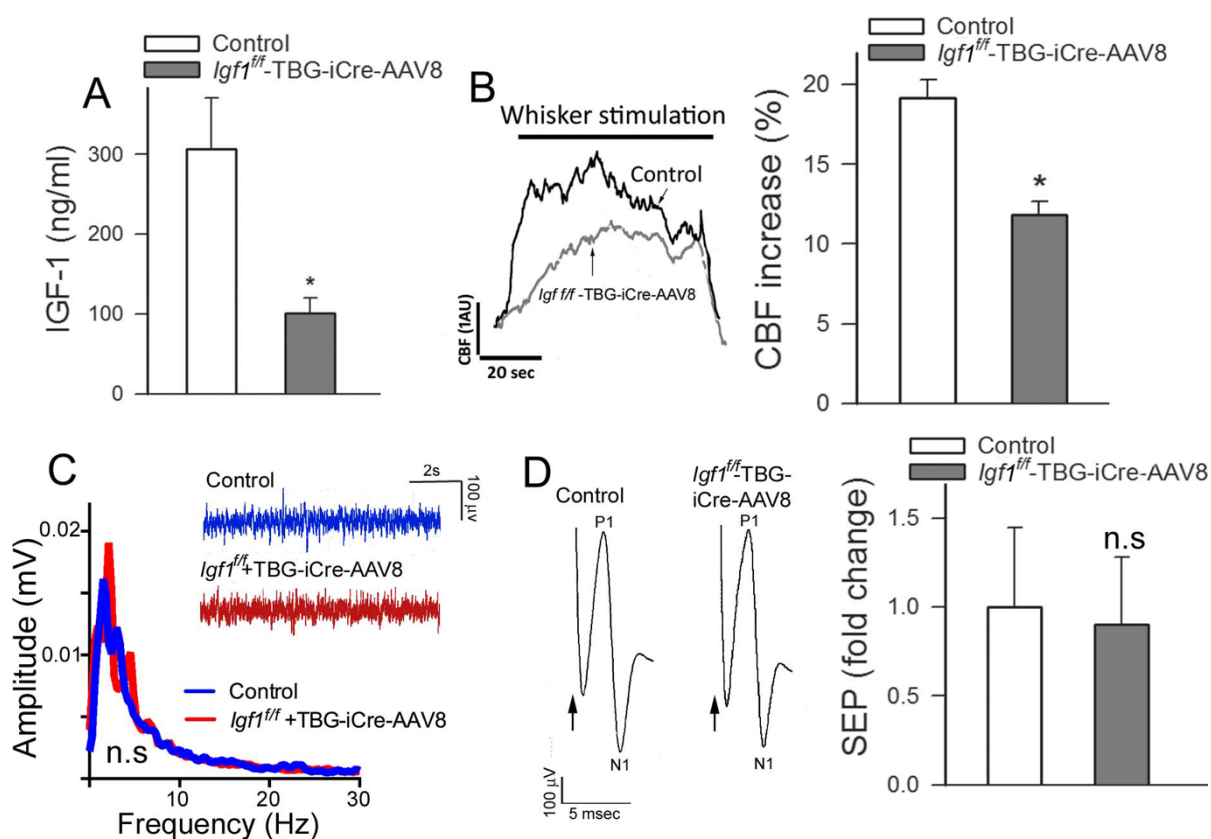 A
Control
Igf1f/f-TBG-iCre-AAV8
IGF-1 (ng/ml)
300
200
100
0
*
B
Whisker stimulation
Control
Igf f/f -TBG-iCre-AAV8
CBF (1AU)
20 sec
Control
Igf1f/f-TBG-iCre-AAV8
CBF increase (%)
20
15
10
5
0
*
C
Control
2s
100 µV
Igf1f/f+TBG-iCre-AAV8
Amplitude (mV)
0.02
0.01
Control
Igf1f/f +TBG-iCre-AAV8
n.s
10
20
30
Frequency (Hz)
D
Control
Igf1f/f-TBG-
iCre-AAV8
P1
P1
N1
N1
100 µV
5 msec
Control
Igf1f/f-TBG-iCre-AAV8
SEP (fold change)
1.5
1.0
0.5
0.0
n.s